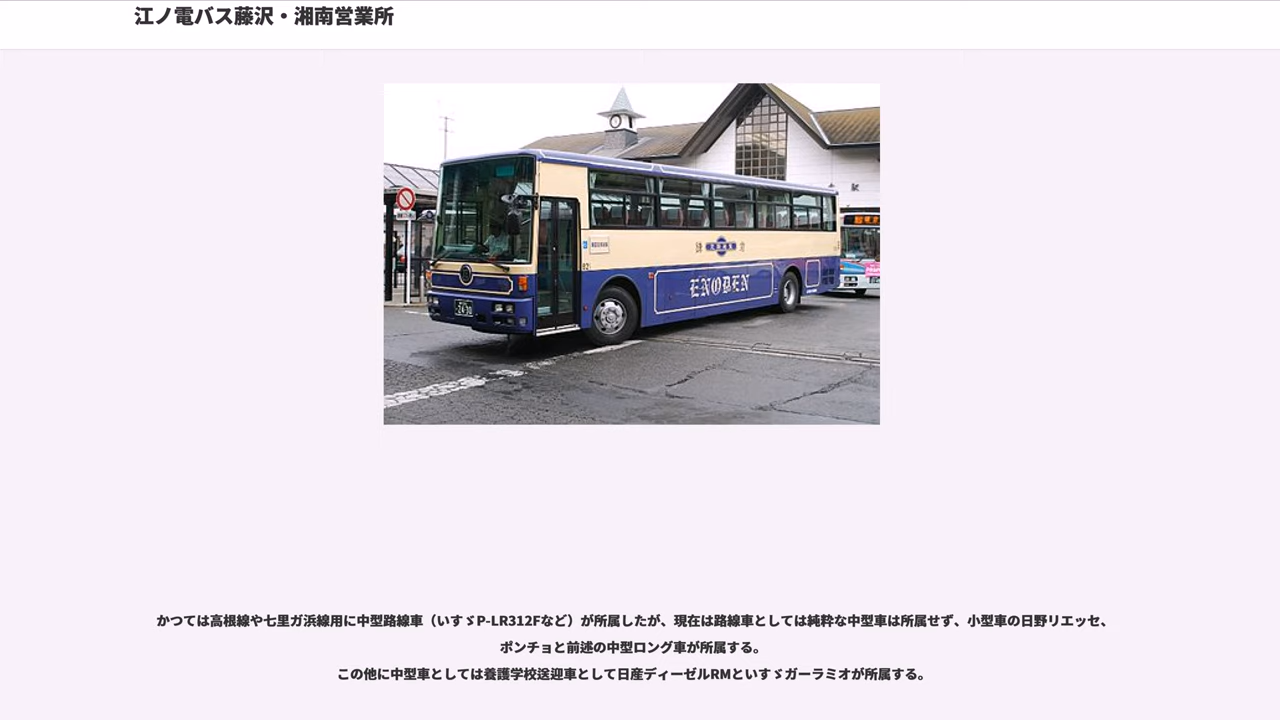 江ノ電バス藤沢・湘南営業所
ENODEN
24-30
かつては高根線や七里ガ浜線用に中型路線車（いすゞP-LR312Fなど）が所属したが、現在は路線車としては純粋な中型車は所属せず、小型車の日野リエッセ、
ポンチョと前述の中型ロング車が所属する。
この他に中型車としては養護学校送迎車として日産ディーゼルRMといすゞガーラミオが所属する。